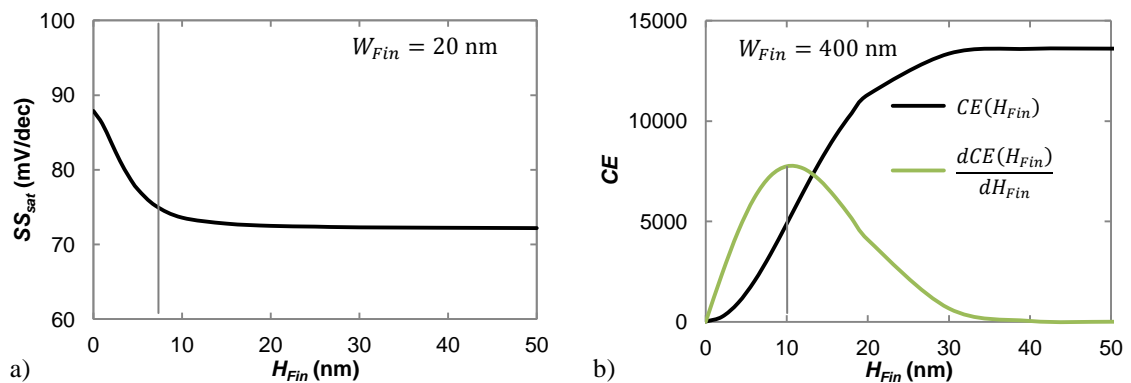 100
90
80
70
60
SS_sat (mV/dec)
W_Fin = 20 nm
0 10 20 30 40 50
H_Fin (nm)
a)
15000
10000
5000
0
CE
W_Fin = 400 nm
CE(H_Fin)
dCE(H_Fin)
dH_Fin
0 10 20 30 40 50
H_Fin (nm)
b)